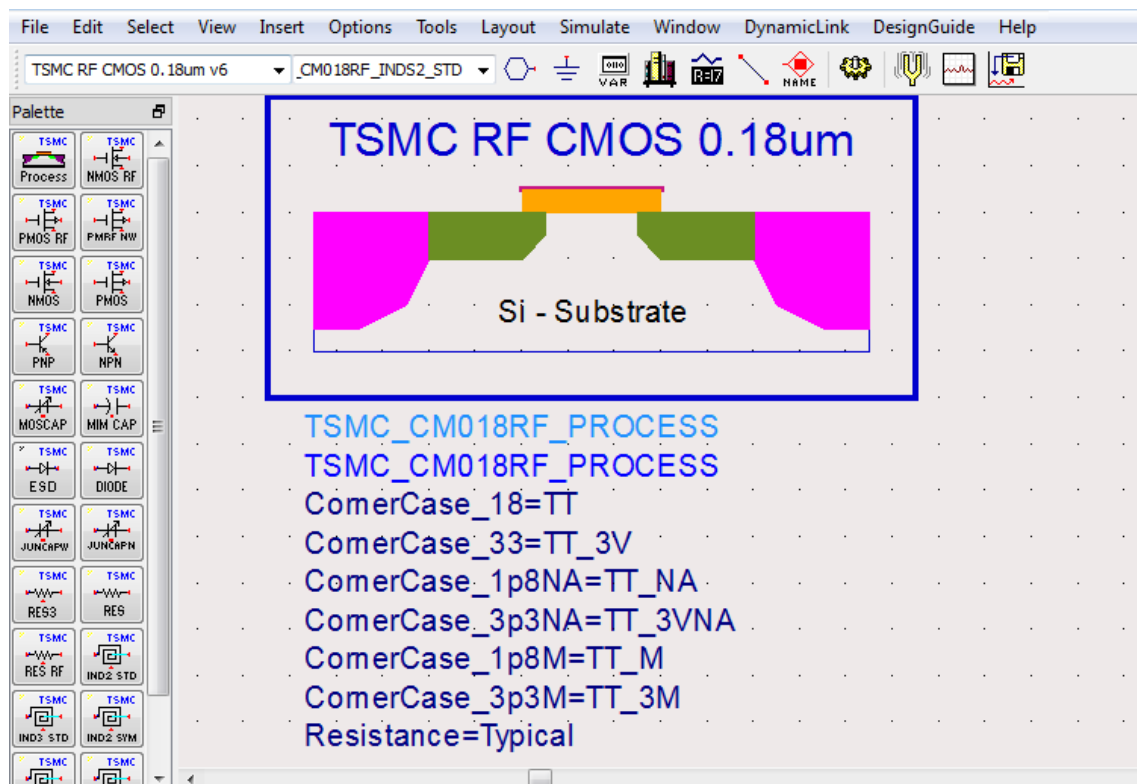 File Edit Select View Insert Options Tools Layout Simulate Window DynamicLink DesignGuide Help
TSMC RF CMOS 0.18um v6 _CM018RF_INDS2_STD VAR NAME
Palette
TSMC TSMC
Process NMOS RF
TSMC TSMC
PMOS RF PMRF NW
TSMC TSMC
NMOS PMOS
TSMC TSMC
PNP NPN
TSMC TSMC
MOSCAP MIM CAP
TSMC TSMC
ESD DIODE
TSMC TSMC
JUNCAPW JUNCAPN
TSMC TSMC
RES3 RES
TSMC TSMC
RES RF IND2 STD
TSMC TSMC
IND3 STD IND2 SYM
TSMC TSMC
TSMC RF CMOS 0.18um
Si - Substrate
TSMC_CM018RF_PROCESS
TSMC_CM018RF_PROCESS
CornerCase_18=TT
CornerCase_33=TT_3V
CornerCase_1p8NA=TT_NA
CornerCase_3p3NA=TT_3VNA
CornerCase_1p8M=TT_M
CornerCase_3p3M=TT_3M
Resistance=Typical